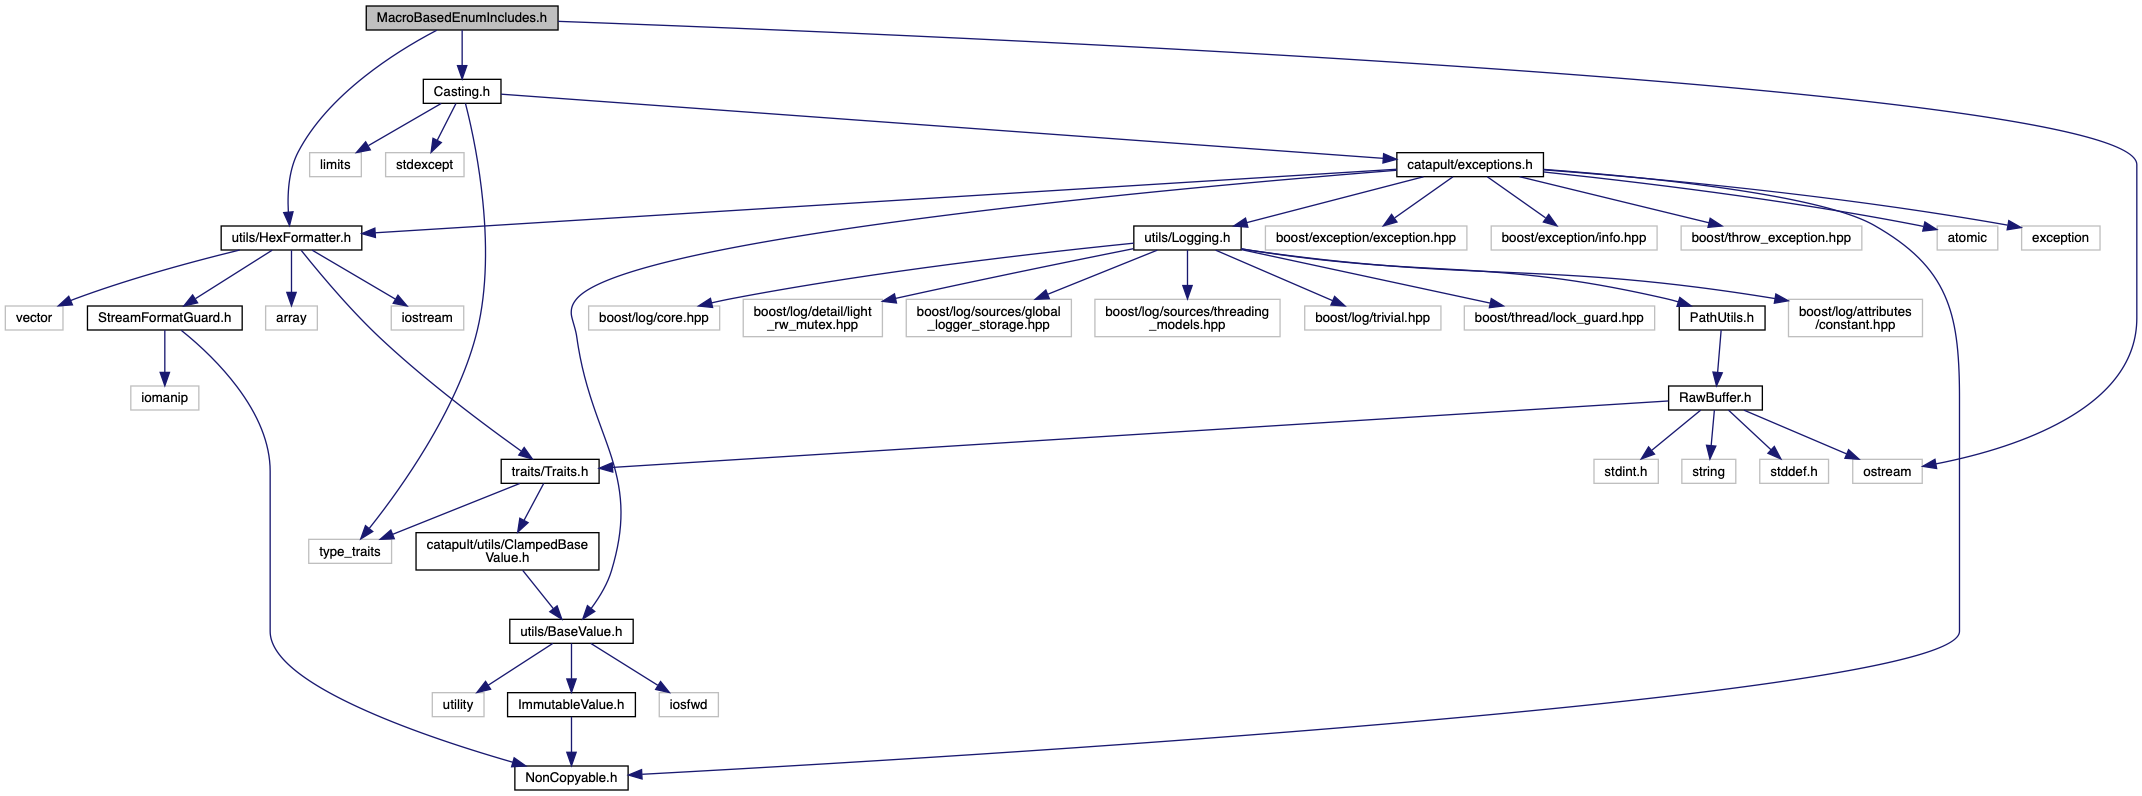 MacroBasedEnumIncludes.h
Casting.h
limits
stdexcept
catapult/exceptions.h
utils/HexFormatter.h
utils/Logging.h
boost/exception/exception.hpp
boost/exception/info.hpp
boost/throw_exception.hpp
atomic
exception
vector
StreamFormatGuard.h
array
iostream
boost/log/core.hpp
boost/log/detail/light
_rw_mutex.hpp
boost/log/sources/global
_logger_storage.hpp
boost/log/sources/threading
_models.hpp
boost/log/trivial.hpp
boost/thread/lock_guard.hpp
PathUtils.h
boost/log/attributes
/constant.hpp
iomanip
RawBuffer.h
traits/Traits.h
stdint.h
string
stddef.h
ostream
type_traits
catapult/utils/ClampedBase
Value.h
utils/BaseValue.h
utility
ImmutableValue.h
iosfwd
NonCopyable.h